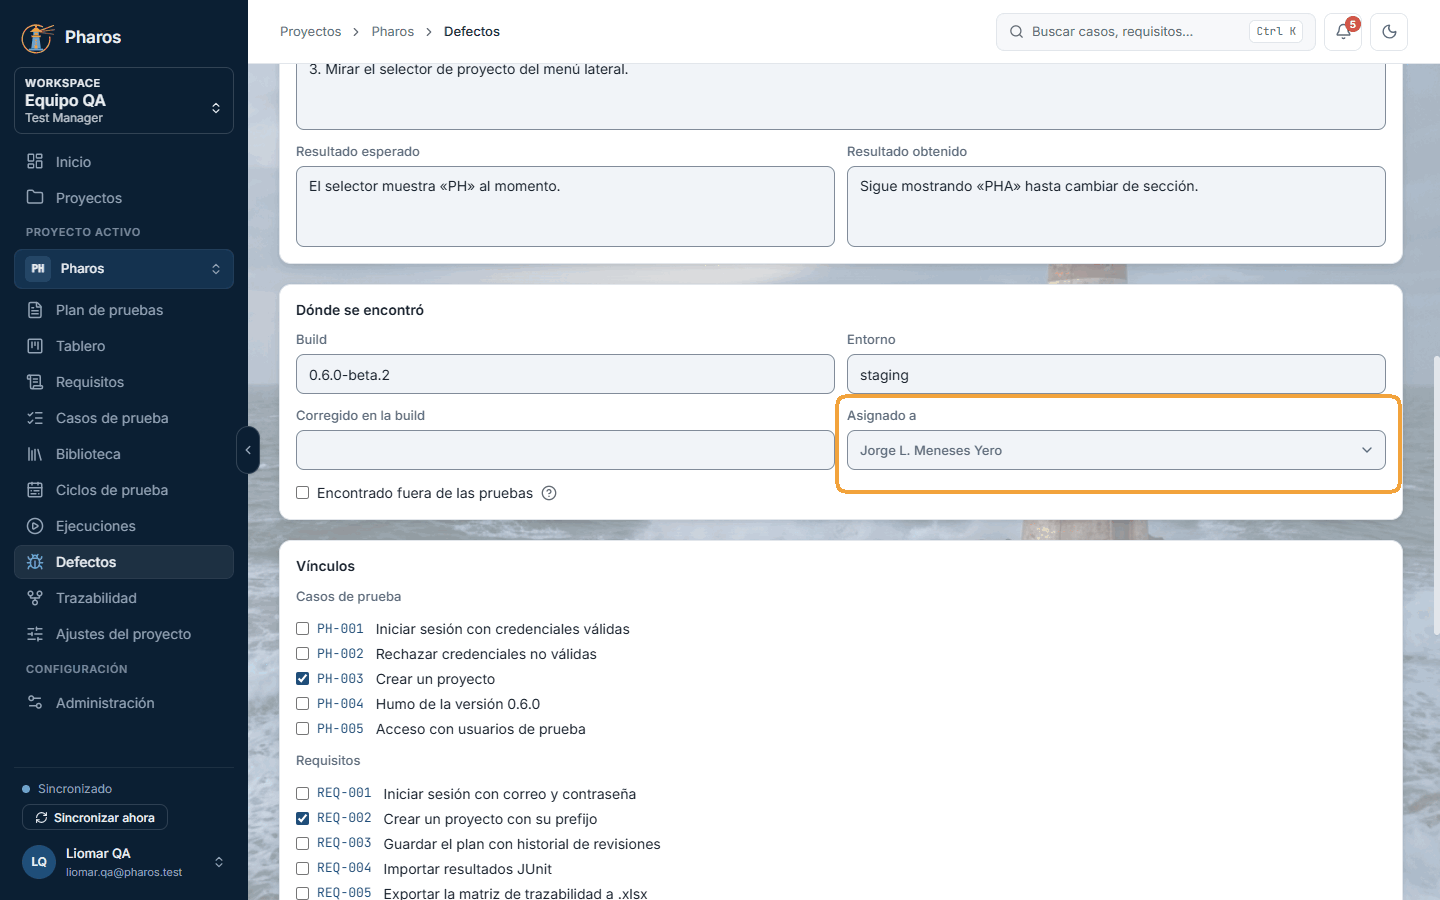 Pharos
WORKSPACE
Equipo QA
Test Manager
Inicio
Proyectos
PROYECTO ACTIVO
PH Pharos
Plan de pruebas
Tablero
Requisitos
Casos de prueba
Biblioteca
Ciclos de prueba
Ejecuciones
Defectos
Trazabilidad
Ajustes del proyecto
CONFIGURACIÓN
Administración
Sincronizado
Sincronizar ahora
LQ
Liomar QA
liomar.qa@pharos.test
Proyectos > Pharos > Defectos
Buscar casos, requisitos... Ctrl K
5
3. Mirar el selector de proyecto del menú lateral.
Resultado esperado
El selector muestra «PH» al momento.
Resultado obtenido
Sigue mostrando «PHA» hasta cambiar de sección.
Dónde se encontró
Build
0.6.0-beta.2
Entorno
staging
Corregido en la build
Asignado a
Jorge L. Meneses Yero
Encontrado fuera de las pruebas ?
Vínculos
Casos de prueba
PH-001 Iniciar sesión con credenciales válidas
PH-002 Rechazar credenciales no válidas
PH-003 Crear un proyecto
PH-004 Humo de la versión 0.6.0
PH-005 Acceso con usuarios de prueba
Requisitos
REQ-001 Iniciar sesión con correo y contraseña
REQ-002 Crear un proyecto con su prefijo
REQ-003 Guardar el plan con historial de revisiones
REQ-004 Importar resultados JUnit
REQ-005 Exportar la matriz de trazabilidad a .xlsx